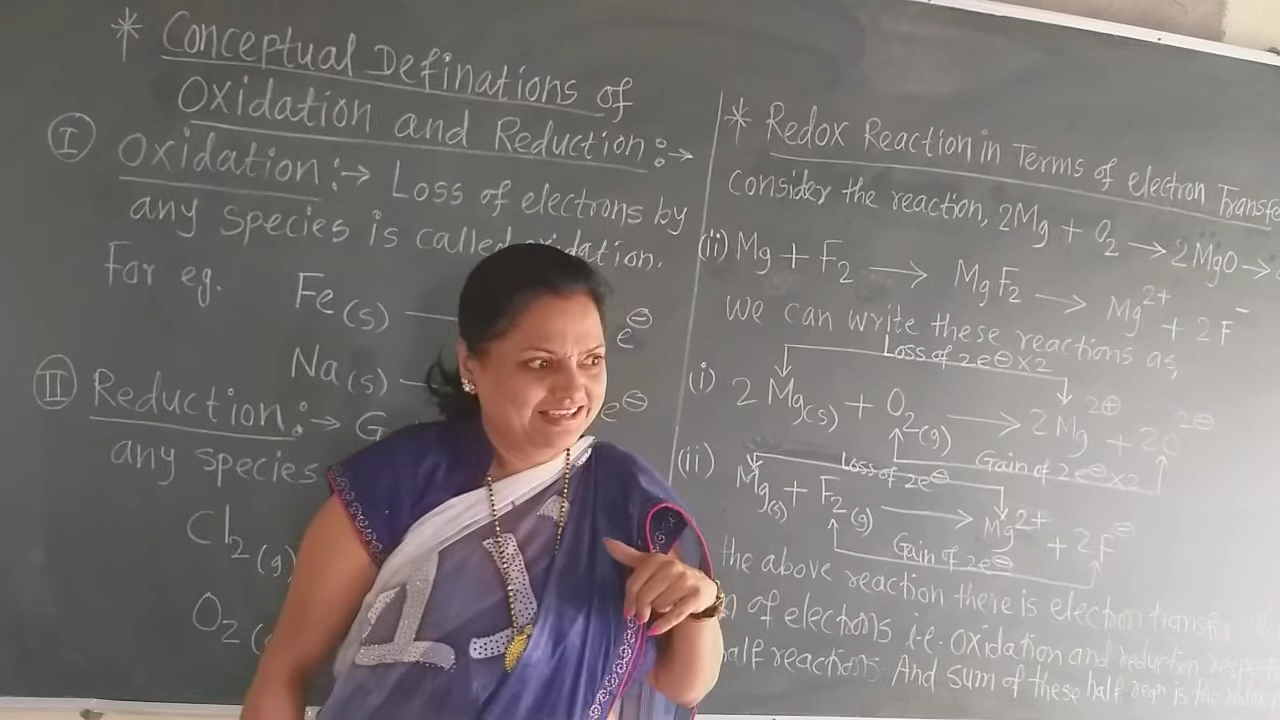 * Conceptual Definations of
Oxidation and Reduction:→
I Oxidation:→ Loss of electrons by
any species is called oxidation.
For eg.
Fe(s) — e⊖
Na(s) — e⊖
II Reduction:→ G
any species
Cl2(g)
O2(
* Redox Reaction in Terms of electron Transfe
consider the reaction, 2Mg + O2 → 2MgO →
(ii) Mg + F2 → MgF2 → Mg2+ + 2F-
we can write these reactions as,
Loss of 2e⊖×2
(i) 2Mg(s) + O2(g) → 2Mg2⊕ + 2O2⊖
Gain of 2e⊖×2
(ii) Loss of 2e⊖
Mg(s) + F2(g) → Mg2+ + 2F⊖
Gain of 2e⊖
the above reaction there is electron transfer
n of electrons i.e. oxidation and reduction
half reactions. And sum of these half reqn is the